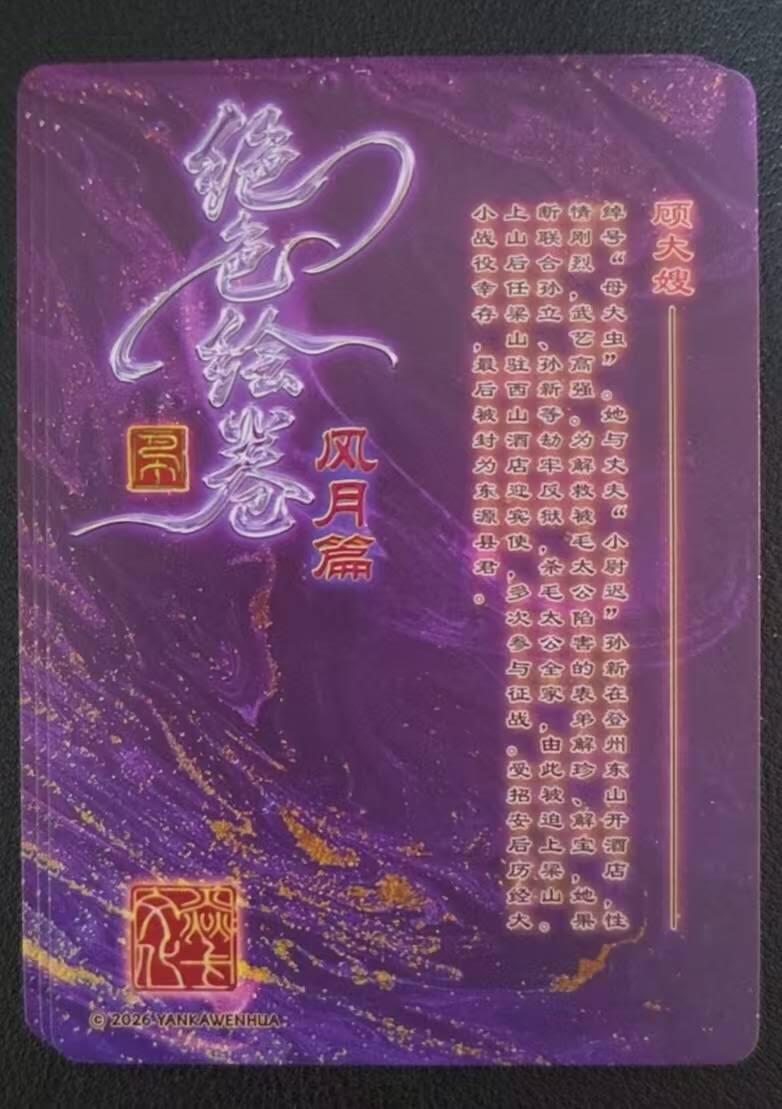 顾大嫂
绰号“母大虫”。她与丈夫“小尉迟”孙新在登州东山开酒店，性
情刚烈，武艺高强。为解救被毛太公陷害的表弟解珍、解宝，她果
断联合孙立、孙新等劫牢反狱，杀毛太公全家，由此被迫上梁山。
上山后任梁山驻西山酒店迎宾使，多次参与征战。受招安后历经大
小战役幸存，最后被封为东源县君。
绝色绘卷
风月篇
焱卡
文化
© 2026 YANKAWENHUA